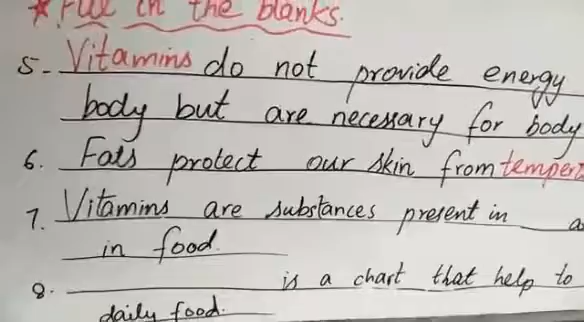 * Fill in the blanks.
5- Vitamins do not provide energy
body but are necessary for body
6. Fats protect our skin from
7. Vitamins are substances present in
in food.
8. ____________ is a chart that help to
daily food.